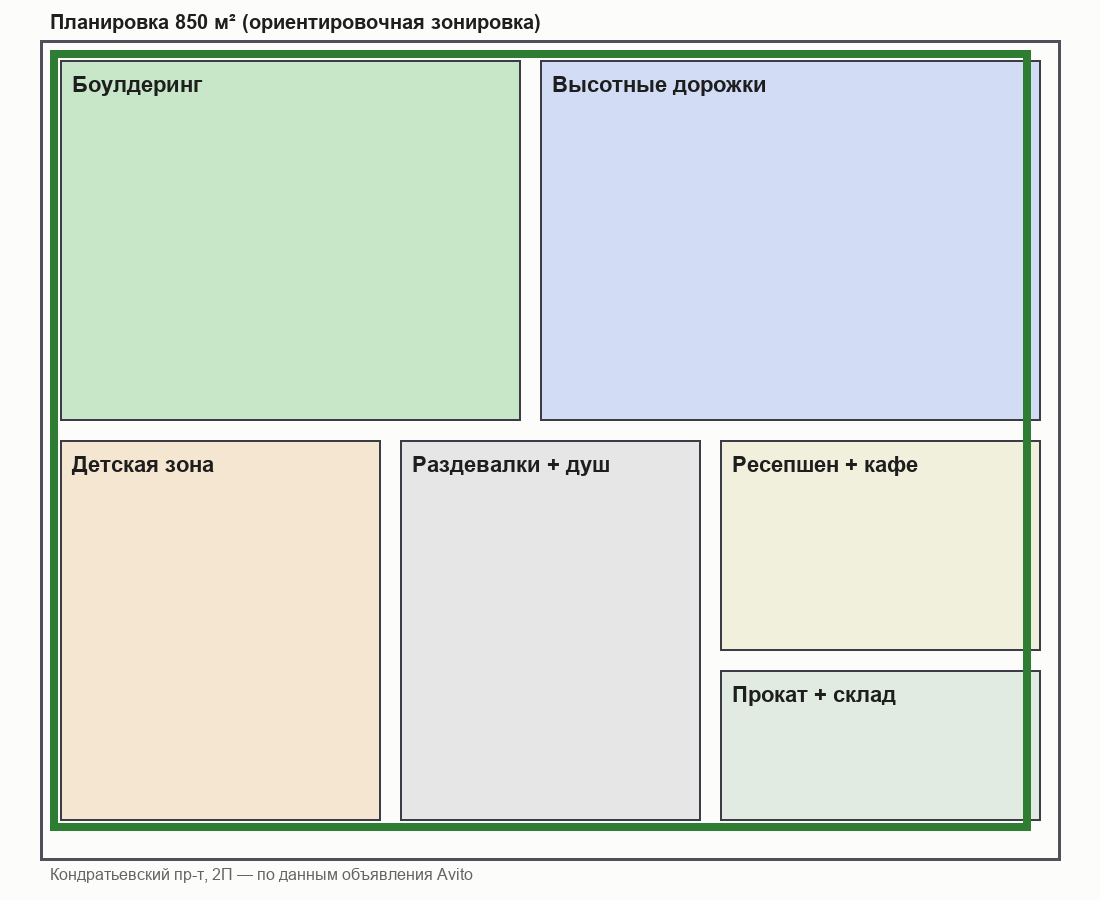 Планировка 850 м² (ориентировочная зонировка)
Боулдеринг
Высотные дорожки
Детская зона
Раздевалки + душ
Ресепшен + кафе
Прокат + склад
Кондратьевский пр-т, 2П — по данным объявления Avito